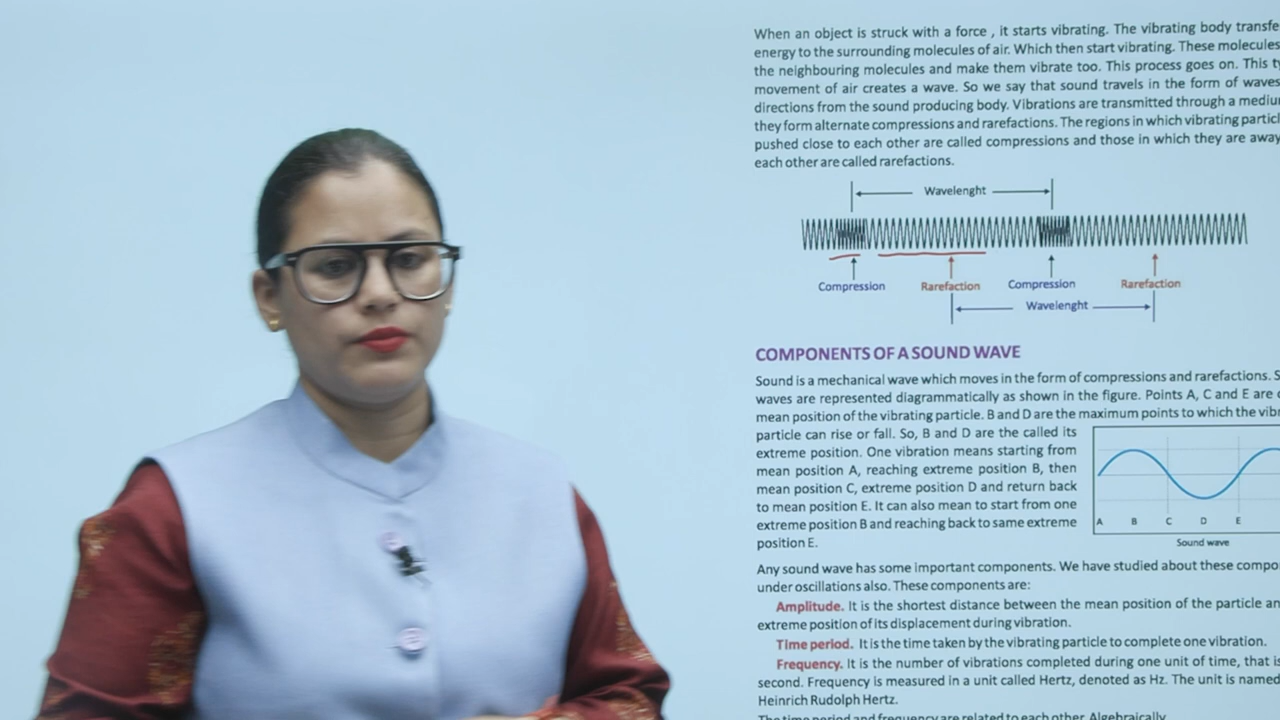 When an object is struck with a force , it starts vibrating. The vibrating body
energy to the surrounding molecules of air. Which then start vibrating. These molecules
the neighbouring molecules and make them vibrate too. This process goes on. This
movement of air creates a wave. So we say that sound travels in the form of waves
directions from the sound producing body. Vibrations are transmitted through a
they form alternate compressions and rarefactions. The regions in which vibrating
pushed close to each other are called compressions and those in which they are away
each other are called rarefactions.
Wavelenght
Compression Rarefaction Compression Rarefaction
Wavelenght
COMPONENTS OF A SOUND WAVE
Sound is a mechanical wave which moves in the form of compressions and rarefactions.
waves are represented diagrammatically as shown in the figure. Points A, C and E are
mean position of the vibrating particle. B and D are the maximum points to which the
particle can rise or fall. So, B and D are the called its
extreme position. One vibration means starting from
mean position A, reaching extreme position B, then
mean position C, extreme position D and return back
to mean position E. It can also mean to start from one
extreme position B and reaching back to same extreme
position E.
A B C D E
Sound wave
Any sound wave has some important components. We have studied about these
under oscillations also. These components are:
Amplitude. It is the shortest distance between the mean position of the particle
extreme position of its displacement during vibration.
Time period. It is the time taken by the vibrating particle to complete one vibration.
Frequency. It is the number of vibrations completed during one unit of time, that is
second. Frequency is measured in a unit called Hertz, denoted as Hz. The unit is named
Heinrich Rudolph Hertz.
The time period and frequency are related to each other. Algebraically